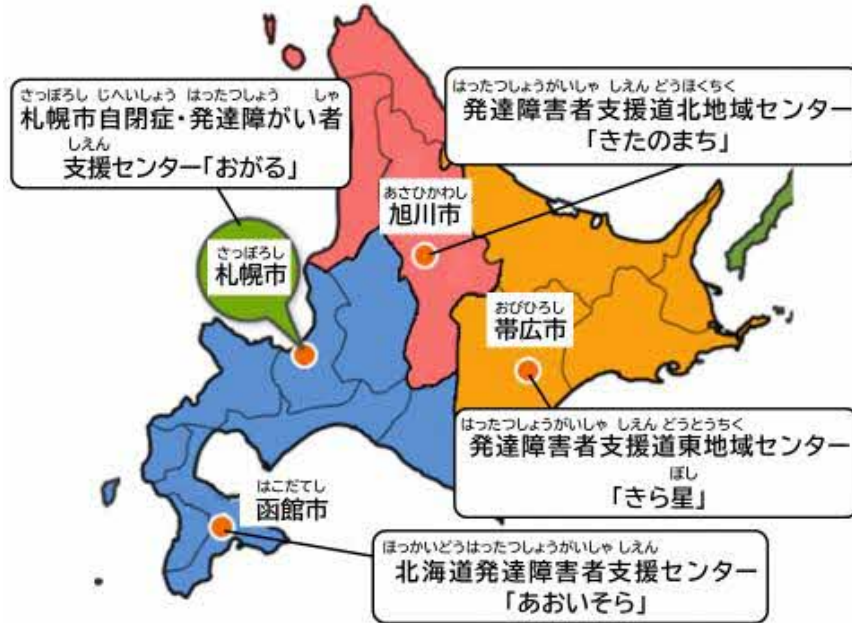 さっぽろし じへいしょう はったつしょう しゃ
札幌市自閉症・発達障がい者
しえん
支援センター「おがる」
はったつしょうがいしゃ しえん どうほくちく
発達障害者支援道北地域センター
「きたのまち」
あさひかわし
旭川市
さっぽろし
札幌市
おびひろし
帯広市
はったつしょうがいしゃ しえん どうとうちく
発達障害者支援道東地域センター
ぼし
「きら星」
はこだてし
函館市
ほっかいどうはったつしょうがいしゃ しえん
北海道発達障害者支援センター
「あおいそら」